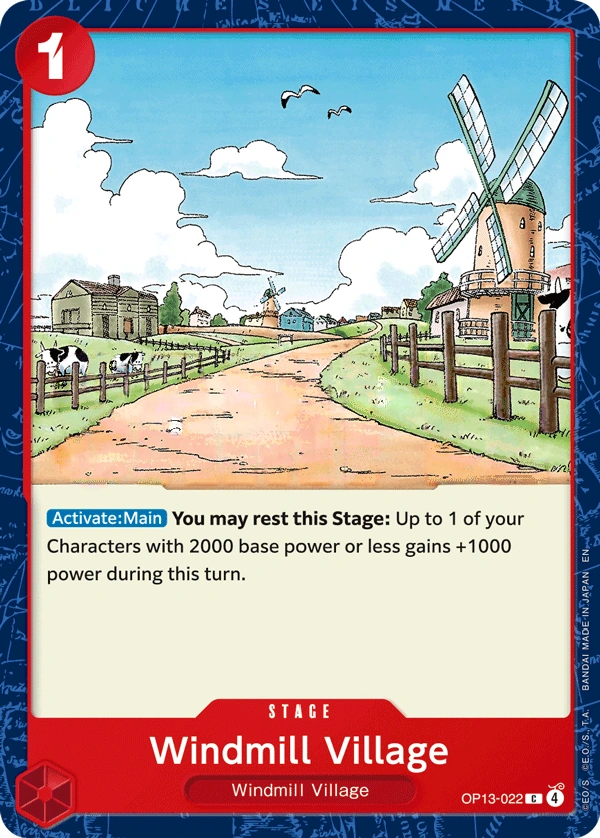 1
Activate:Main You may rest this Stage: Up to 1 of your
Characters with 2000 base power or less gains +1000
power during this turn.
STAGE
Windmill Village
Windmill Village
OP13-022 C 4
©E.O/S. ©E.O./S.,T.A. BANDAI MADE IN JAPAN EN